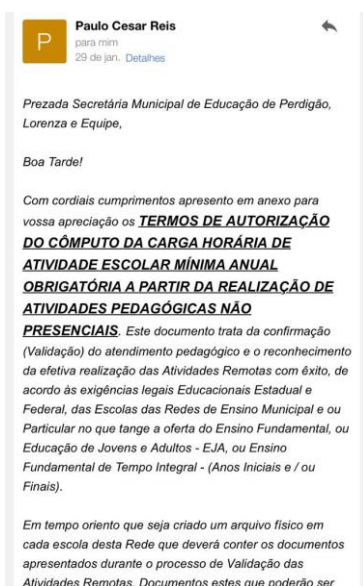 P
Paulo Cesar Reis
para mim
29 de jan. Detalhes
Prezada Secretária Municipal de Educação de Perdigão,
Lorenza e Equipe,
Boa Tarde!
Com cordiais cumprimentos apresento em anexo para
vossa apreciação os TERMOS DE AUTORIZAÇÃO
DO CÔMPUTO DA CARGA HORÁRIA DE
ATIVIDADE ESCOLAR MÍNIMA ANUAL
OBRIGATÓRIA A PARTIR DA REALIZAÇÃO DE
ATIVIDADES PEDAGÓGICAS NÃO
PRESENCIAIS. Este documento trata da confirmação
(Validação) do atendimento pedagógico e o reconhecimento
da efetiva realização das Atividades Remotas com êxito, de
acordo às exigências legais Educacionais Estadual e
Federal, das Escolas das Redes de Ensino Municipal e ou
Particular no que tange a oferta do Ensino Fundamental, ou
Educação de Jovens e Adultos - EJA, ou Ensino
Fundamental de Tempo Integral - (Anos Iniciais e / ou
Finais).
Em tempo oriento que seja criado um arquivo físico em
cada escola desta Rede que deverá conter os documentos
apresentados durante o processo de Validação das
Atividades Remotas. Documentos estes que poderão ser